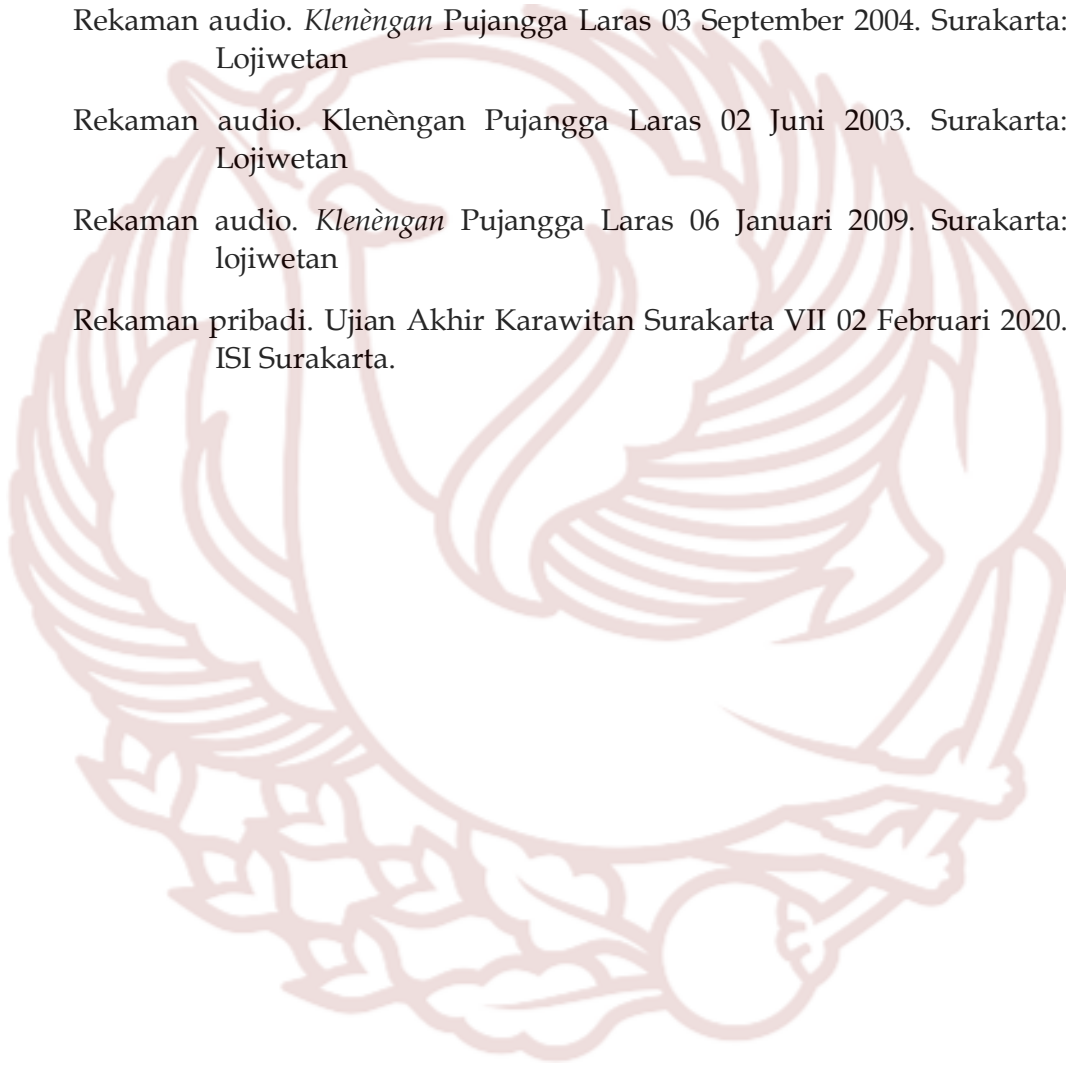 Rekaman audio. Klenèngan Pujangga Laras 03 September 2004. Surakarta:
Lojiwetan
Rekaman audio. Klenèngan Pujangga Laras 02 Juni 2003. Surakarta:
Lojiwetan
Rekaman audio. Klenèngan Pujangga Laras 06 Januari 2009. Surakarta:
lojiwetan
Rekaman pribadi. Ujian Akhir Karawitan Surakarta VII 02 Februari 2020.
ISI Surakarta.